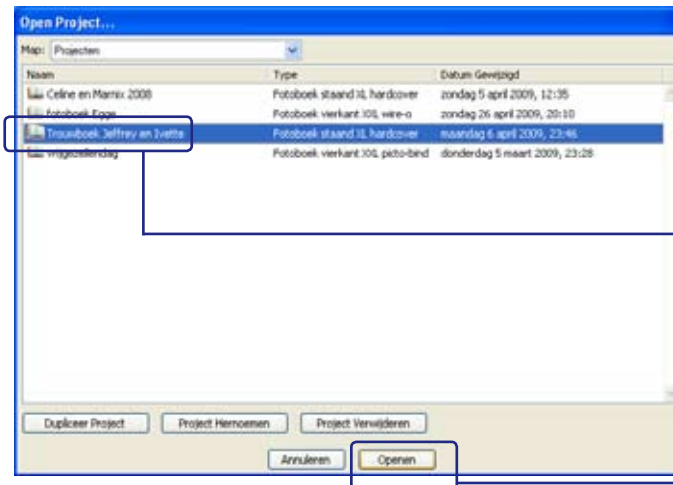 Open Project...
Map: Projecten
Naam Type Datum Gewijzigd
Celine en Marnix 2008 Fotoboek staand XL hardcover zondag 5 april 2009, 12:35
fotoboek Egge Fotoboek vierkant XXL wire-o zondag 26 april 2009, 20:10
Trouwboek Jeffrey en Ivette Fotoboek staand XL hardcover maandag 6 april 2009, 23:46
Vrijgezellendag Fotoboek vierkant XXL picto-bind donderdag 5 maart 2009, 23:28
Dupliceer Project Project Hernoemen Project Verwijderen
Annuleren Openen